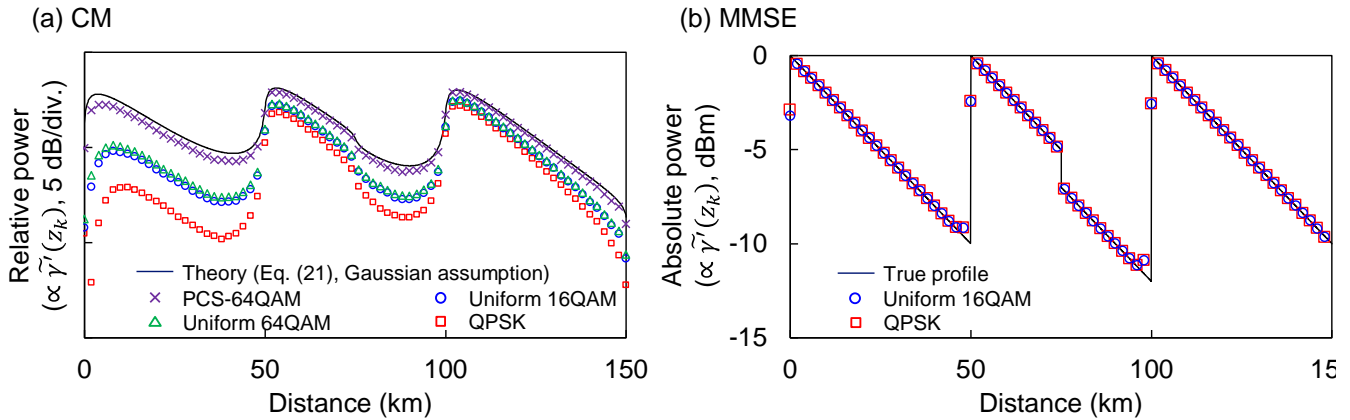 (a) CM
Relative power
(∝ γ̃′(z_k), 5 dB/div.)
Theory (Eq. (21), Gaussian assumption)
PCS-64QAM
Uniform 16QAM
Uniform 64QAM
QPSK
0
50
100
150
Distance (km)
(b) MMSE
Absolute power
(∝ γ̃′(z_k), dBm)
0
-5
-10
-15
True profile
Uniform 16QAM
QPSK
0
50
100
15
Distance (km)